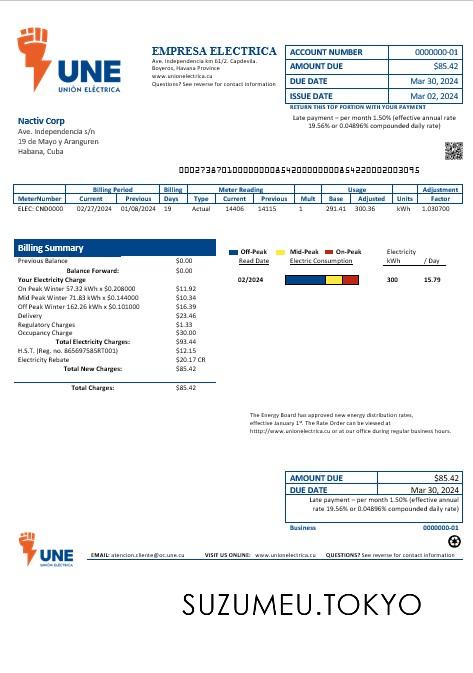 UNE
UNIÓN ELÉCTRICA
EMPRESA ELECTRICA
Ave. Independencia km 61/2. Capdevila.
Boyeros, Havana Province
www.unionelectrica.cu
Questions? See reverse for contact information
ACCOUNT NUMBER 0000000-01
AMOUNT DUE $85.42
DUE DATE Mar 30, 2024
ISSUE DATE Mar 02, 2024
RETURN THIS TOP PORTION WITH YOUR PAYMENT
Late payment – per month 1.50% (effective annual rate
19.56% or 0.04896% compounded daily rate)
Nactiv Corp
Ave. Independencia s/n
19 de Mayo y Aranguren
Habana, Cuba
Billing Period Billing Meter Reading Usage Adjustment
MeterNumber Current Previous Days Type Current Previous Mult Base Adjusted Units Factor
ELEC: CND0000 02/27/2024 01/08/2024 19 Actual 14406 14115 1 291.41 300.36 kWh 1.030700
Billing Summary
Previous Balance $0.00
Balance Forward: $0.00
Your Electricity Charge
On Peak Winter 57.32 kWh x $0.208000 $11.92
Mid Peak Winter 71.83 kWh x $0.144000 $10.34
Off Peak Winter 162.26 kWh x $0.101000 $16.39
Delivery $23.46
Regulatory Charges $1.33
Occupancy Charge $30.00
Total Electricity Charges: $93.44
H.S.T. (Reg. no. 865697585RT001) $12.15
Electricity Rebate $20.17 CR
Total New Charges: $85.42
Total Charges: $85.42
Off-Peak Mid-Peak On-Peak Electricity
Read Date Electric Consumption kWh / Day
02/2024 300 15.79
The Energy Board has approved new energy distribution rates,
effective January 1st. The Rate Order can be viewed at
http://www.unionelectrica.cu or at our office during regular business hours.
AMOUNT DUE $85.42
DUE DATE Mar 30, 2024
Late payment – per month 1.50% (effective annual
rate 19.56% or 0.04896% compounded daily rate)
Business 0000000-01
UNE
UNIÓN ELÉCTRICA
EMAIL: atencion.cliente@oc.une.cu VISIT US ONLINE: www.unionelectrica.cu QUESTIONS? See reverse for contact information
SUZUMEU.TOKYO